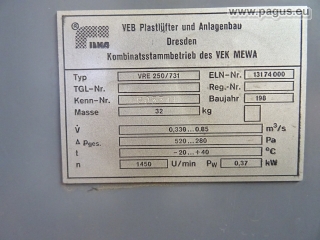 © www.pagus.eu
VEB Plastlüfter und Anlagenbau
Dresden
Kombinatsstammbetrieb des VEK MEWA
Typ VRE 250/731 ELN-Nr. 13174000
TGL-Nr. Reg.-Nr.
Kenn-Nr. Baujahr 198
Masse 32 kg
V̇ 0,330...0,85 m³/s
Δ Pges. 520...260 Pa
t -20...+40 °C
n 1450 U/min Pw 0,37 kW